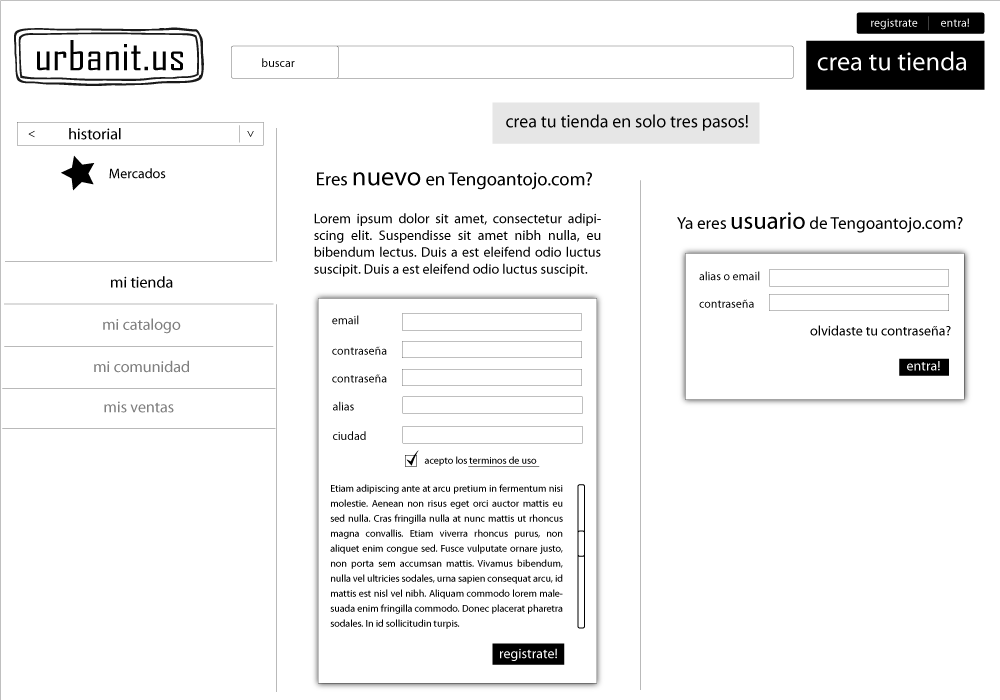 registrate entra!
urbanit.us
buscar
crea tu tienda
< historial v
Mercados
mi tienda
mi catalogo
mi comunidad
mis ventas
crea tu tienda en solo tres pasos!
Eres nuevo en Tengoantojo.com?
Lorem ipsum dolor sit amet, consectetur adipi-
scing elit. Suspendisse sit amet nibh nulla, eu
bibendum lectus. Duis a est eleifend odio luctus
suscipit. Duis a est eleifend odio luctus suscipit.
email
contraseña
contraseña
alias
ciudad
acepto los terminos de uso
Etiam adipiscing ante at arcu pretium in fermentum nisi
molestie. Aenean non risus eget orci auctor mattis eu
sed nulla. Cras fringilla nulla at nunc mattis ut rhoncus
magna convallis. Etiam viverra rhoncus purus, non
aliquet enim congue sed. Fusce vulputate ornare justo,
non porta sem accumsan mattis. Vivamus bibendum,
nulla vel ultricies sodales, urna sapien consequat arcu, id
mattis est nisl vel nibh. Aliquam commodo lorem male-
suada enim fringilla commodo. Donec placerat pharetra
sodales. In id sollicitudin turpis.
registrate!
Ya eres usuario de Tengoantojo.com?
alias o email
contraseña
olvidaste tu contraseña?
entra!